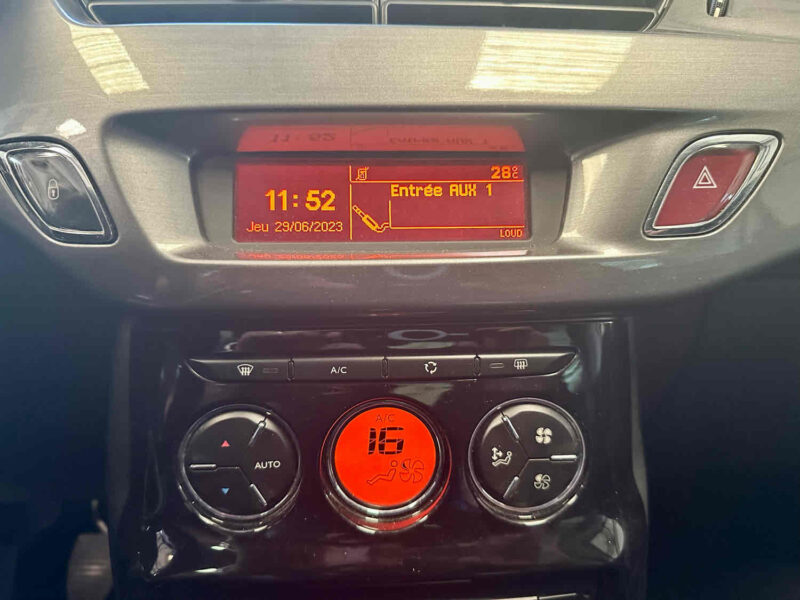 28°C
11:52
Entrée AUX 1
Jeu 29/06/2023
LOUD
A/C
A/C
16
AUTO